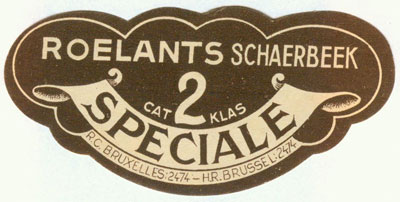 ROELANTS SCHAERBEEK
CAT 2 KLAS
SPECIALE
R.C. BRUXELLES: 2474 – H.R. BRUSSEL: 2474